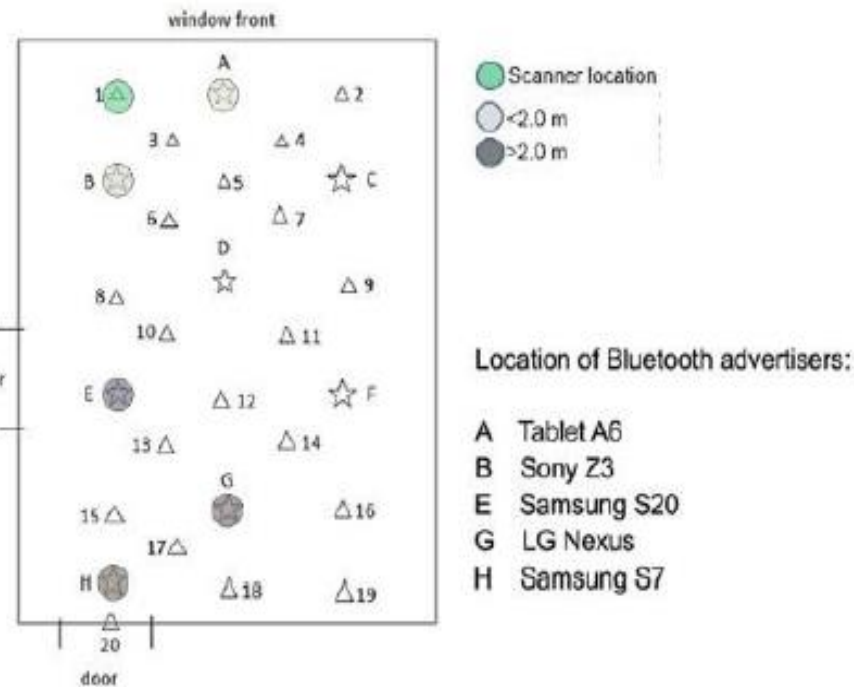 window front
A
1
2
Scanner location
<2.0 m
3
4
>2.0 m
B
5
C
6
7
D
8
9
10
11
r
Location of Bluetooth advertisers:
E
12
F
A Tablet A6
13
14
B Sony Z3
G
E Samsung S20
15
16
G LG Nexus
17
H Samsung S7
H
18
19
20
door